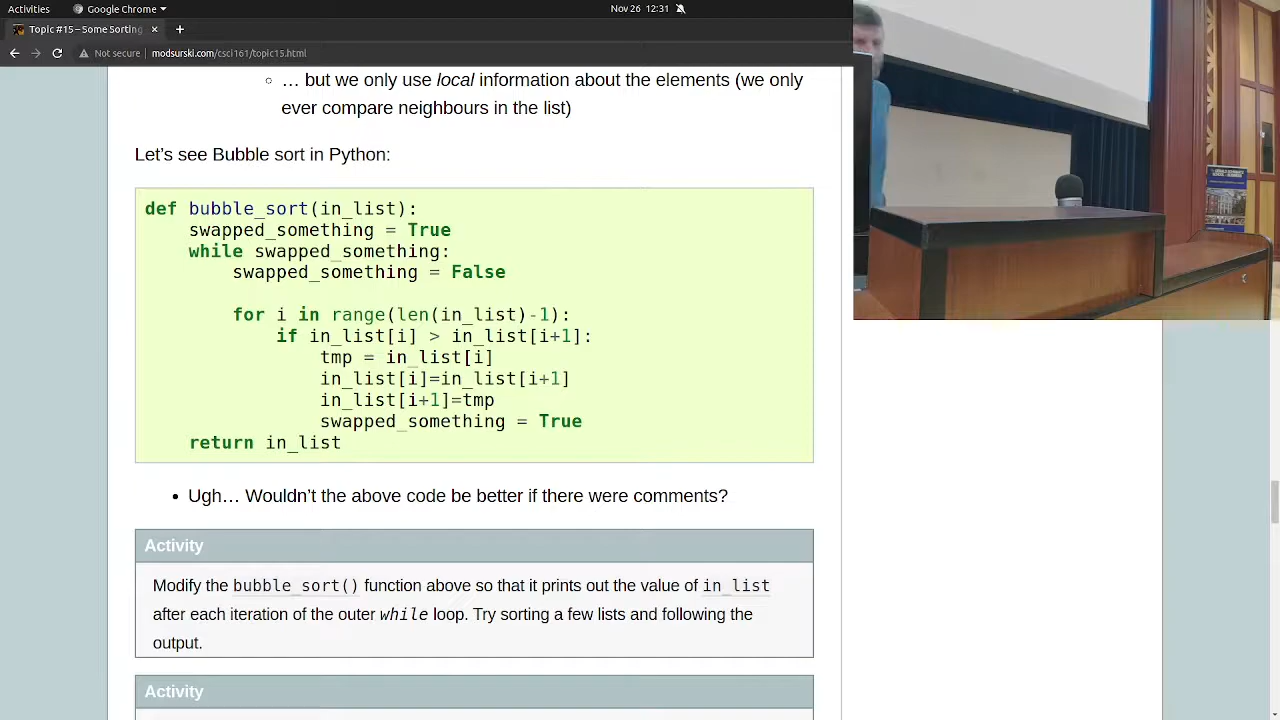 Activities
Google Chrome
Nov 26 12:31
Topic #15 – Some Sorting
Not secure
modsurski.com/csci161/topic15.html
… but we only use local information about the elements (we only
ever compare neighbours in the list)
Let’s see Bubble sort in Python:
def bubble_sort(in_list):
    swapped_something = True
    while swapped_something:
        swapped_something = False
        for i in range(len(in_list)-1):
            if in_list[i] > in_list[i+1]:
                tmp = in_list[i]
                in_list[i]=in_list[i+1]
                in_list[i+1]=tmp
                swapped_something = True
    return in_list
• Ugh… Wouldn’t the above code be better if there were comments?
Activity
Modify the bubble_sort() function above so that it prints out the value of in_list
after each iteration of the outer while loop. Try sorting a few lists and following the
output.
Activity